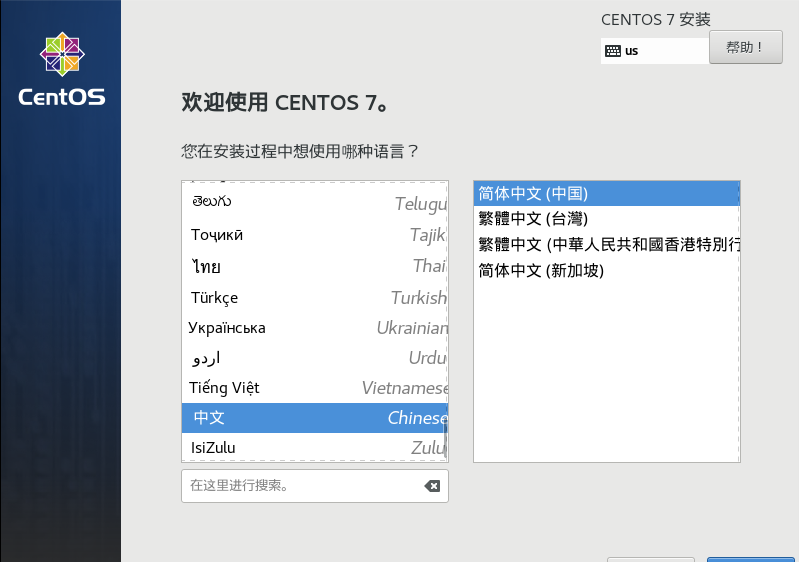 CentOS
CENTOS 7 安装
us
帮助！
欢迎使用 CENTOS 7。
您在安装过程中想使用哪种语言？
తెలుగు Telugu
Тоҷикӣ Tajik
ไทย Thai
Türkçe Turkish
Українська Ukrainian
اردو Urdu
Tiếng Việt Vietnamese
中文 Chinese
IsiZulu Zulu
在这里进行搜索。
简体中文 (中国)
繁體中文 (台灣)
繁體中文 (中華人民共和國香港特別行
简体中文 (新加坡)